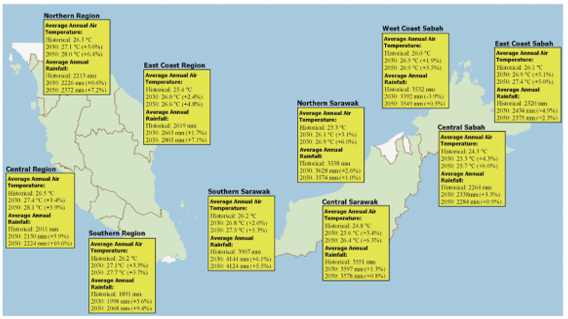 Northern Region
Average Annual Air
Temperature:
Historical: 26.3 °C
2030: 27.1 °C (+3.0%)
2050: 28.0 °C (+6.4%)
Average Annual
Rainfall:
Historical: 2213 mm
2030: 2226 mm (+0.6%)
2050: 2372 mm (+7.2%)
East Coast Region
Average Annual Air
Temperature:
Historical: 25.4 °C
2030: 26.0 °C (+2.4%)
2050: 26.6 °C (+4.8%)
Average Annual
Rainfall:
Historical: 2619 mm
2030: 2663 mm (+1.7%)
2050: 2805 mm (+7.1%)
Central Region
Average Annual Air
Temperature:
Historical: 26.5 °C
2030: 27.4 °C (+3.4%)
2050: 28.1 °C (+5.9%)
Average Annual
Rainfall:
Historical: 2011 mm
2030: 2130 mm (+5.9%)
2050: 2224 mm (+10.6%)
Southern Region
Average Annual Air
Temperature:
Historical: 26.2 °C
2030: 27.1°C (+3.5%)
2050: 27.7 °C (+5.7%)
Average Annual
Rainfall:
Historical: 1891 mm
2030: 1998 mm (+5.6%)
2050: 2068 mm (+9.4%)
Southern Sarawak
Average Annual Air
Temperature:
Historical: 26.2 °C
2030: 26.8 °C (+2.6%)
2050: 27.5 °C (+5.3%)
Average Annual
Rainfall:
Historical: 3907 mm
2030: 4144 mm (+6.1%)
2050: 4124 mm (+5.5%)
Northern Sarawak
Average Annual Air
Temperature:
Historical: 25.3 °C
2030: 26.1 °C (+3.1%)
2050: 26.9 °C (+6.0%)
Average Annual
Rainfall:
Historical: 3538 mm
2030: 3628 mm (+2.6%)
2050: 3574 mm (+1.0%)
Central Sarawak
Average Annual Air
Temperature:
Historical: 24.8 °C
2030: 25.6 °C (+3.4%)
2050: 26.4 °C (+6.3%)
Average Annual
Rainfall:
Historical: 3551 mm
2030: 3597 mm (+1.3%)
2050: 3578 mm (+0.8%)
West Coast Sabah
Average Annual Air
Temperature:
Historical: 26.0 °C
2030: 26.5 °C (+1.9%)
2050: 26.9 °C (+3.5%)
Average Annual
Rainfall:
Historical: 3532 mm
2030: 3392 mm (-3.9%)
2050: 3549 mm (+0.5%)
East Coast Sabah
Average Annual Air
Temperature:
Historical: 26.1 °C
2030: 26.9 °C (+3.1%)
2050: 27.4 °C (+5.0%)
Average Annual
Rainfall:
Historical: 2320 mm
2030: 2434 mm (+4.9%)
2050: 2375 mm (+2.3%)
Central Sabah
Average Annual Air
Temperature:
Historical: 24.3 °C
2030: 25.3 °C (+4.3%)
2050: 25.7 °C (+6.0%)
Average Annual
Rainfall:
Historical: 2264 mm
2030: 2338mm (+3.3%)
2050: 2284 mm (+0.9%)